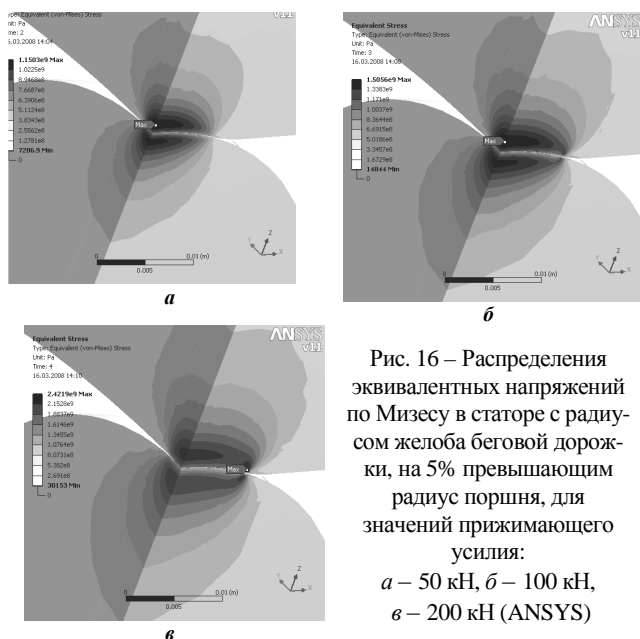 v11
Type: Equivalent (von-Mises) Stress
Unit: Pa
Time: 2
16.03.2008 14:04
1.1503e9 Max
1.0225e9
8.9468e8
7.6687e8
6.3906e8
5.1124e8
3.8343e8
2.5562e8
1.2781e8
7286.9 Min
0
Max
0
0.01 (m)
0.005
Z
Y
X
а
ANSYS
v11
Equivalent Stress
Type: Equivalent (von-Mises) Stress
Unit: Pa
Time: 3
16.03.2008 14:08
1.5056e9 Max
1.3383e9
1.171e9
1.0037e9
8.3644e8
6.6915e8
5.0186e8
3.3457e8
1.6729e8
14844 Min
0
Max
0
0.01 (m)
0.005
Z
Y
X
б
ANSYS
v11
Equivalent Stress
Type: Equivalent (von-Mises) Stress
Unit: Pa
Time: 4
16.03.2008 14:10
2.4219e9 Max
2.1528e9
1.8837e9
1.6146e9
1.3455e9
1.0764e9
8.0731e8
5.382e8
2.691e8
30153 Min
0
Max
0
0.01 (m)
0.005
Z
Y
X
в
Рис. 16 – Распределения
эквивалентных напряжений
по Мизесу в статоре с радиу-
сом желоба беговой дорож-
ки, на 5% превышающим
радиус поршня, для
значений прижимающего
усилия:
а – 50 кН, б – 100 кН,
в – 200 кН (ANSYS)